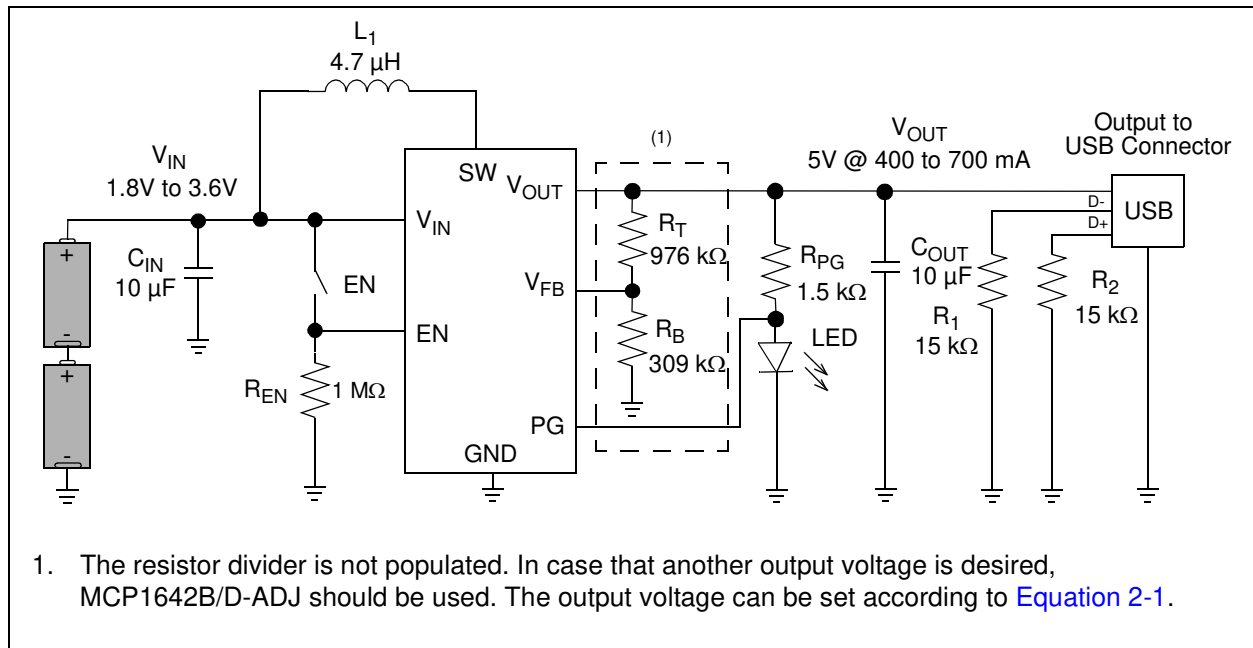 L1
4.7 µH
VIN
1.8V to 3.6V
(1)
VOUT
5V @ 400 to 700 mA
Output to
USB Connector
SW
VOUT
VIN
D-
D+
USB
+
-
+
-
CIN
10 µF
EN
RT
976 kΩ
VFB
RB
309 kΩ
RPG
1.5 kΩ
COUT
10 µF
R1
15 kΩ
R2
15 kΩ
EN
LED
REN
1 MΩ
PG
GND
1. The resistor divider is not populated. In case that another output voltage is desired,
MCP1642B/D-ADJ should be used. The output voltage can be set according to Equation 2-1.